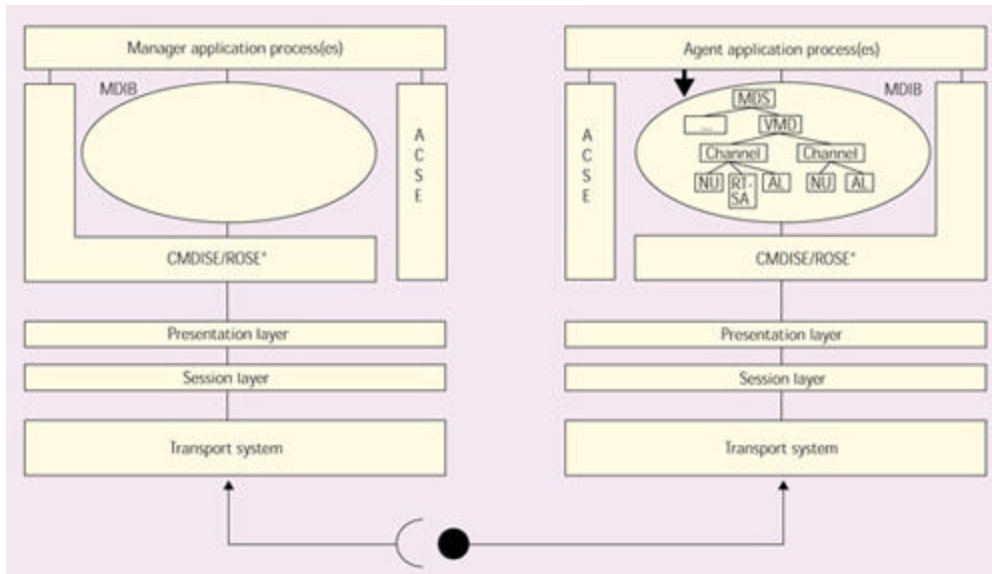 Manager application process(es)
Agent application process(es)
MDIB
A
C
S
E
CMDISE/ROSE*
A
C
S
E
MDIB
MDS
...
VMD
Channel
Channel
NU
RT-
SA
AL
NU
AL
CMDISE/ROSE*
Presentation layer
Presentation layer
Session layer
Session layer
Transport system
Transport system